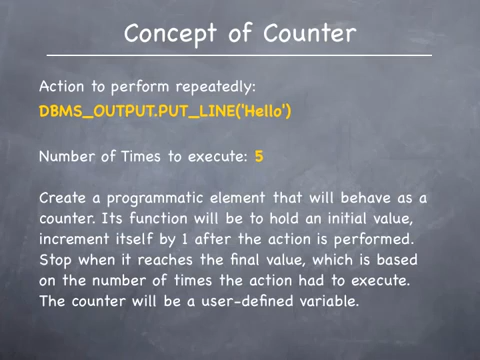 Concept of Counter
Action to perform repeatedly:
DBMS_OUTPUT.PUT_LINE('Hello')
Number of Times to execute: 5
Create a programmatic element that will behave as a
counter. Its function will be to hold an initial value,
increment itself by 1 after the action is performed.
Stop when it reaches the final value, which is based
on the number of times the action had to execute.
The counter will be a user-defined variable.